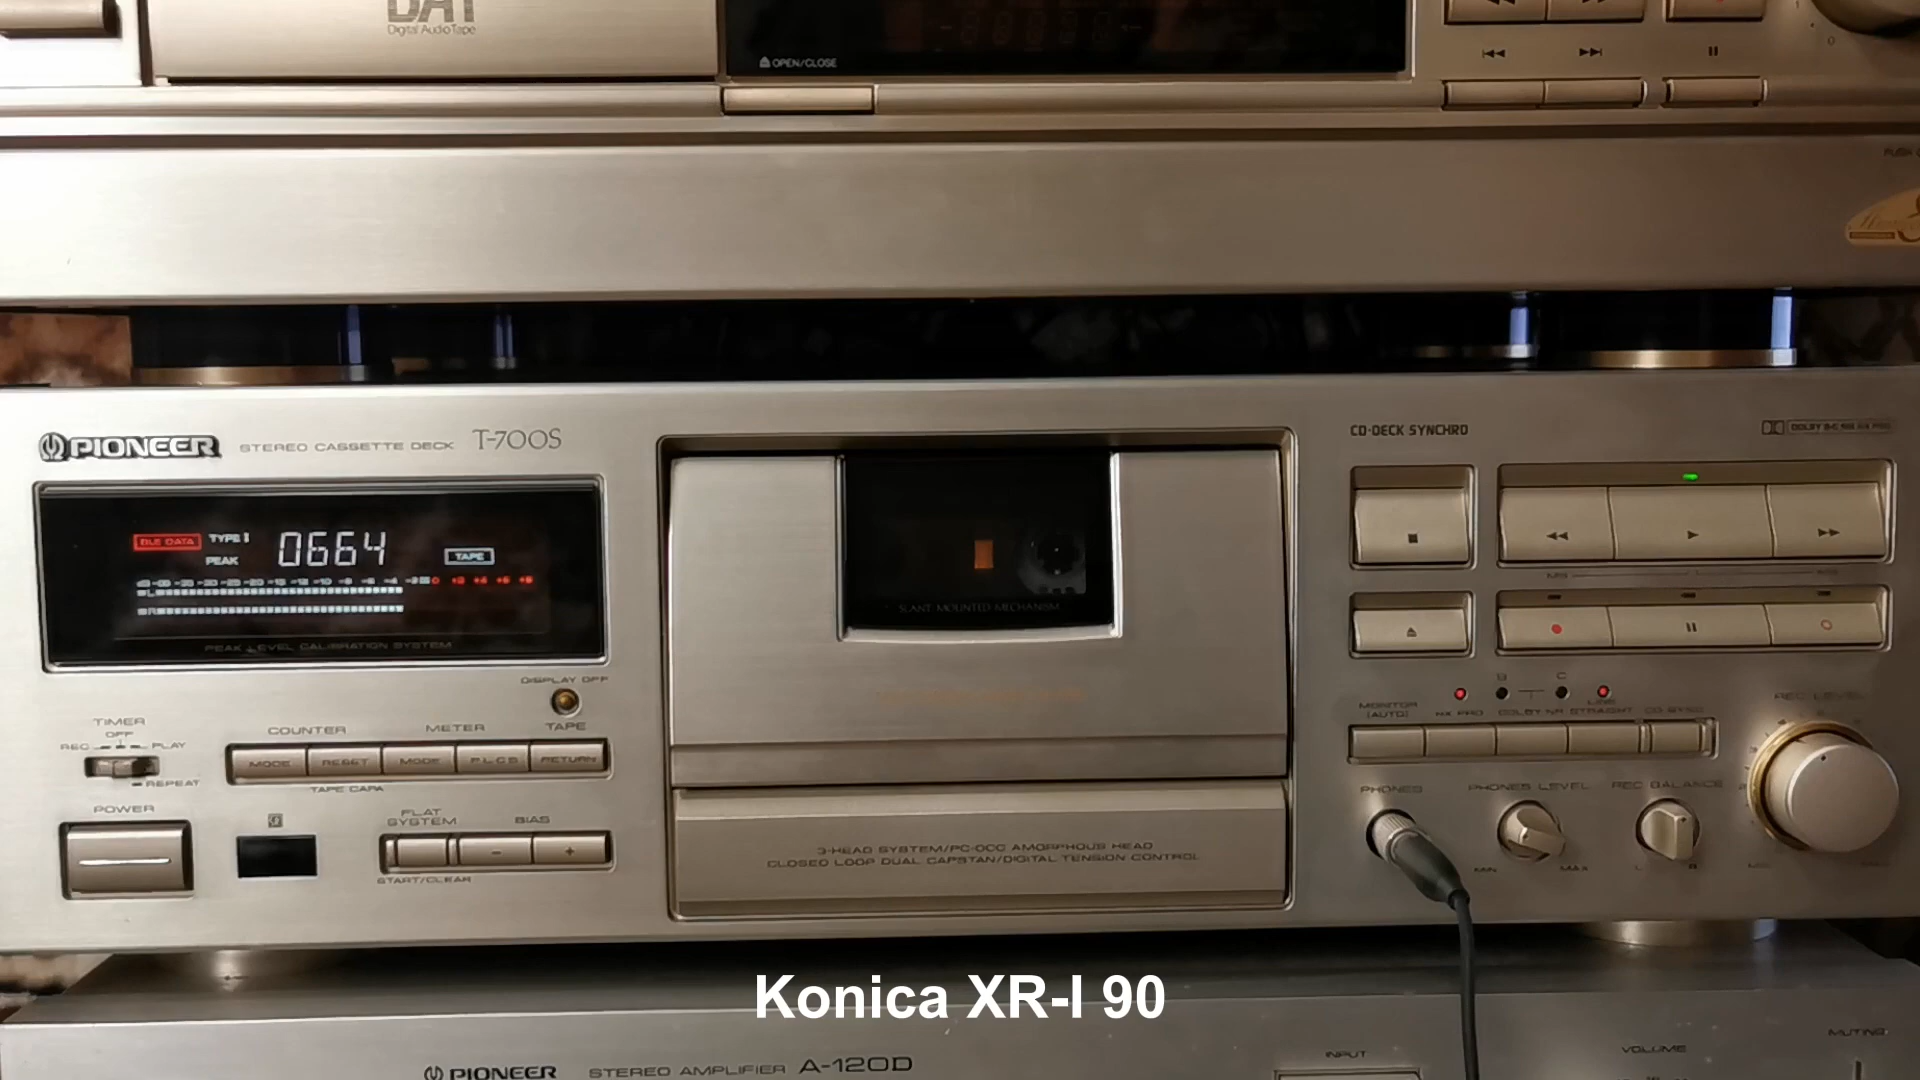 DAT
Digital Audio Tape
OPEN/CLOSE
PUSH
PIONEER STEREO CASSETTE DECK T-700S
BLE DATA TYPE I 0664
PEAK TAPE
L
R
PEAK LEVEL CALIBRATION SYSTEM
DISPLAY OFF
TIMER
OFF
REC PLAY
REPEAT
COUNTER METER TAPE
MODE RESET MODE P.L.C.S RETURN
TAPE CAPA
POWER
FLAT SYSTEM BIAS
- +
START/CLEAR
SLANT MOUNTED MECHANISM
3-HEAD SYSTEM/PC-OCC AMORPHOUS HEAD
CLOSED LOOP DUAL CAPSTAN/DIGITAL TENSION CONTROL
CD·DECK SYNCHRO
B C
MONITOR (AUTO) HX PRO DOLBY NR LINE STRAIGHT CD SYNC
REC LEVEL
PHONES PHONES LEVEL REC BALANCE
MIN MAX L R
Konica XR-I 90
PIONEER STEREO AMPLIFIER A-120D
INPUT VOLUME MUTING